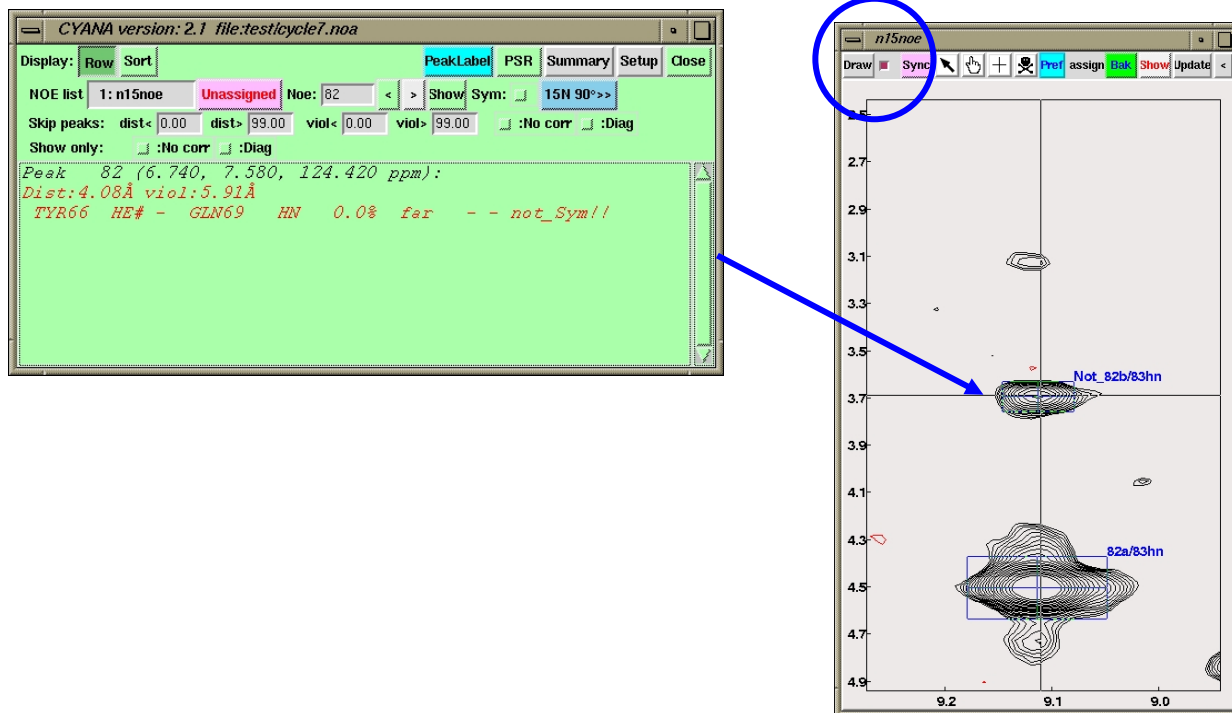 CYANA version: 2.1 file:test/cycle7.noa
Display: Row Sort PeakLabel PSR Summary Setup Close
NOE list 1: n15noe Unassigned Noe: 82 < > Show Sym: 15N 90°>>
Skip peaks: dist< 0.00 dist> 99.00 viol< 0.00 viol> 99.00 :No corr :Diag
Show only: :No corr :Diag
Peak 82 (6.740, 7.580, 124.420 ppm):
Dist:4.08Å viol:5.91Å
TYR66 HE# - GLN69 HN 0.0% far - - not_Sym!!
n15noe
Draw Sync Pref assign Bak Show Update <
2.5
2.7
2.9
3.1
3.3
3.5
Not_82b/83hn
3.7
3.9
4.1
4.3
82a/83hn
4.5
4.7
4.9
9.2 9.1 9.0